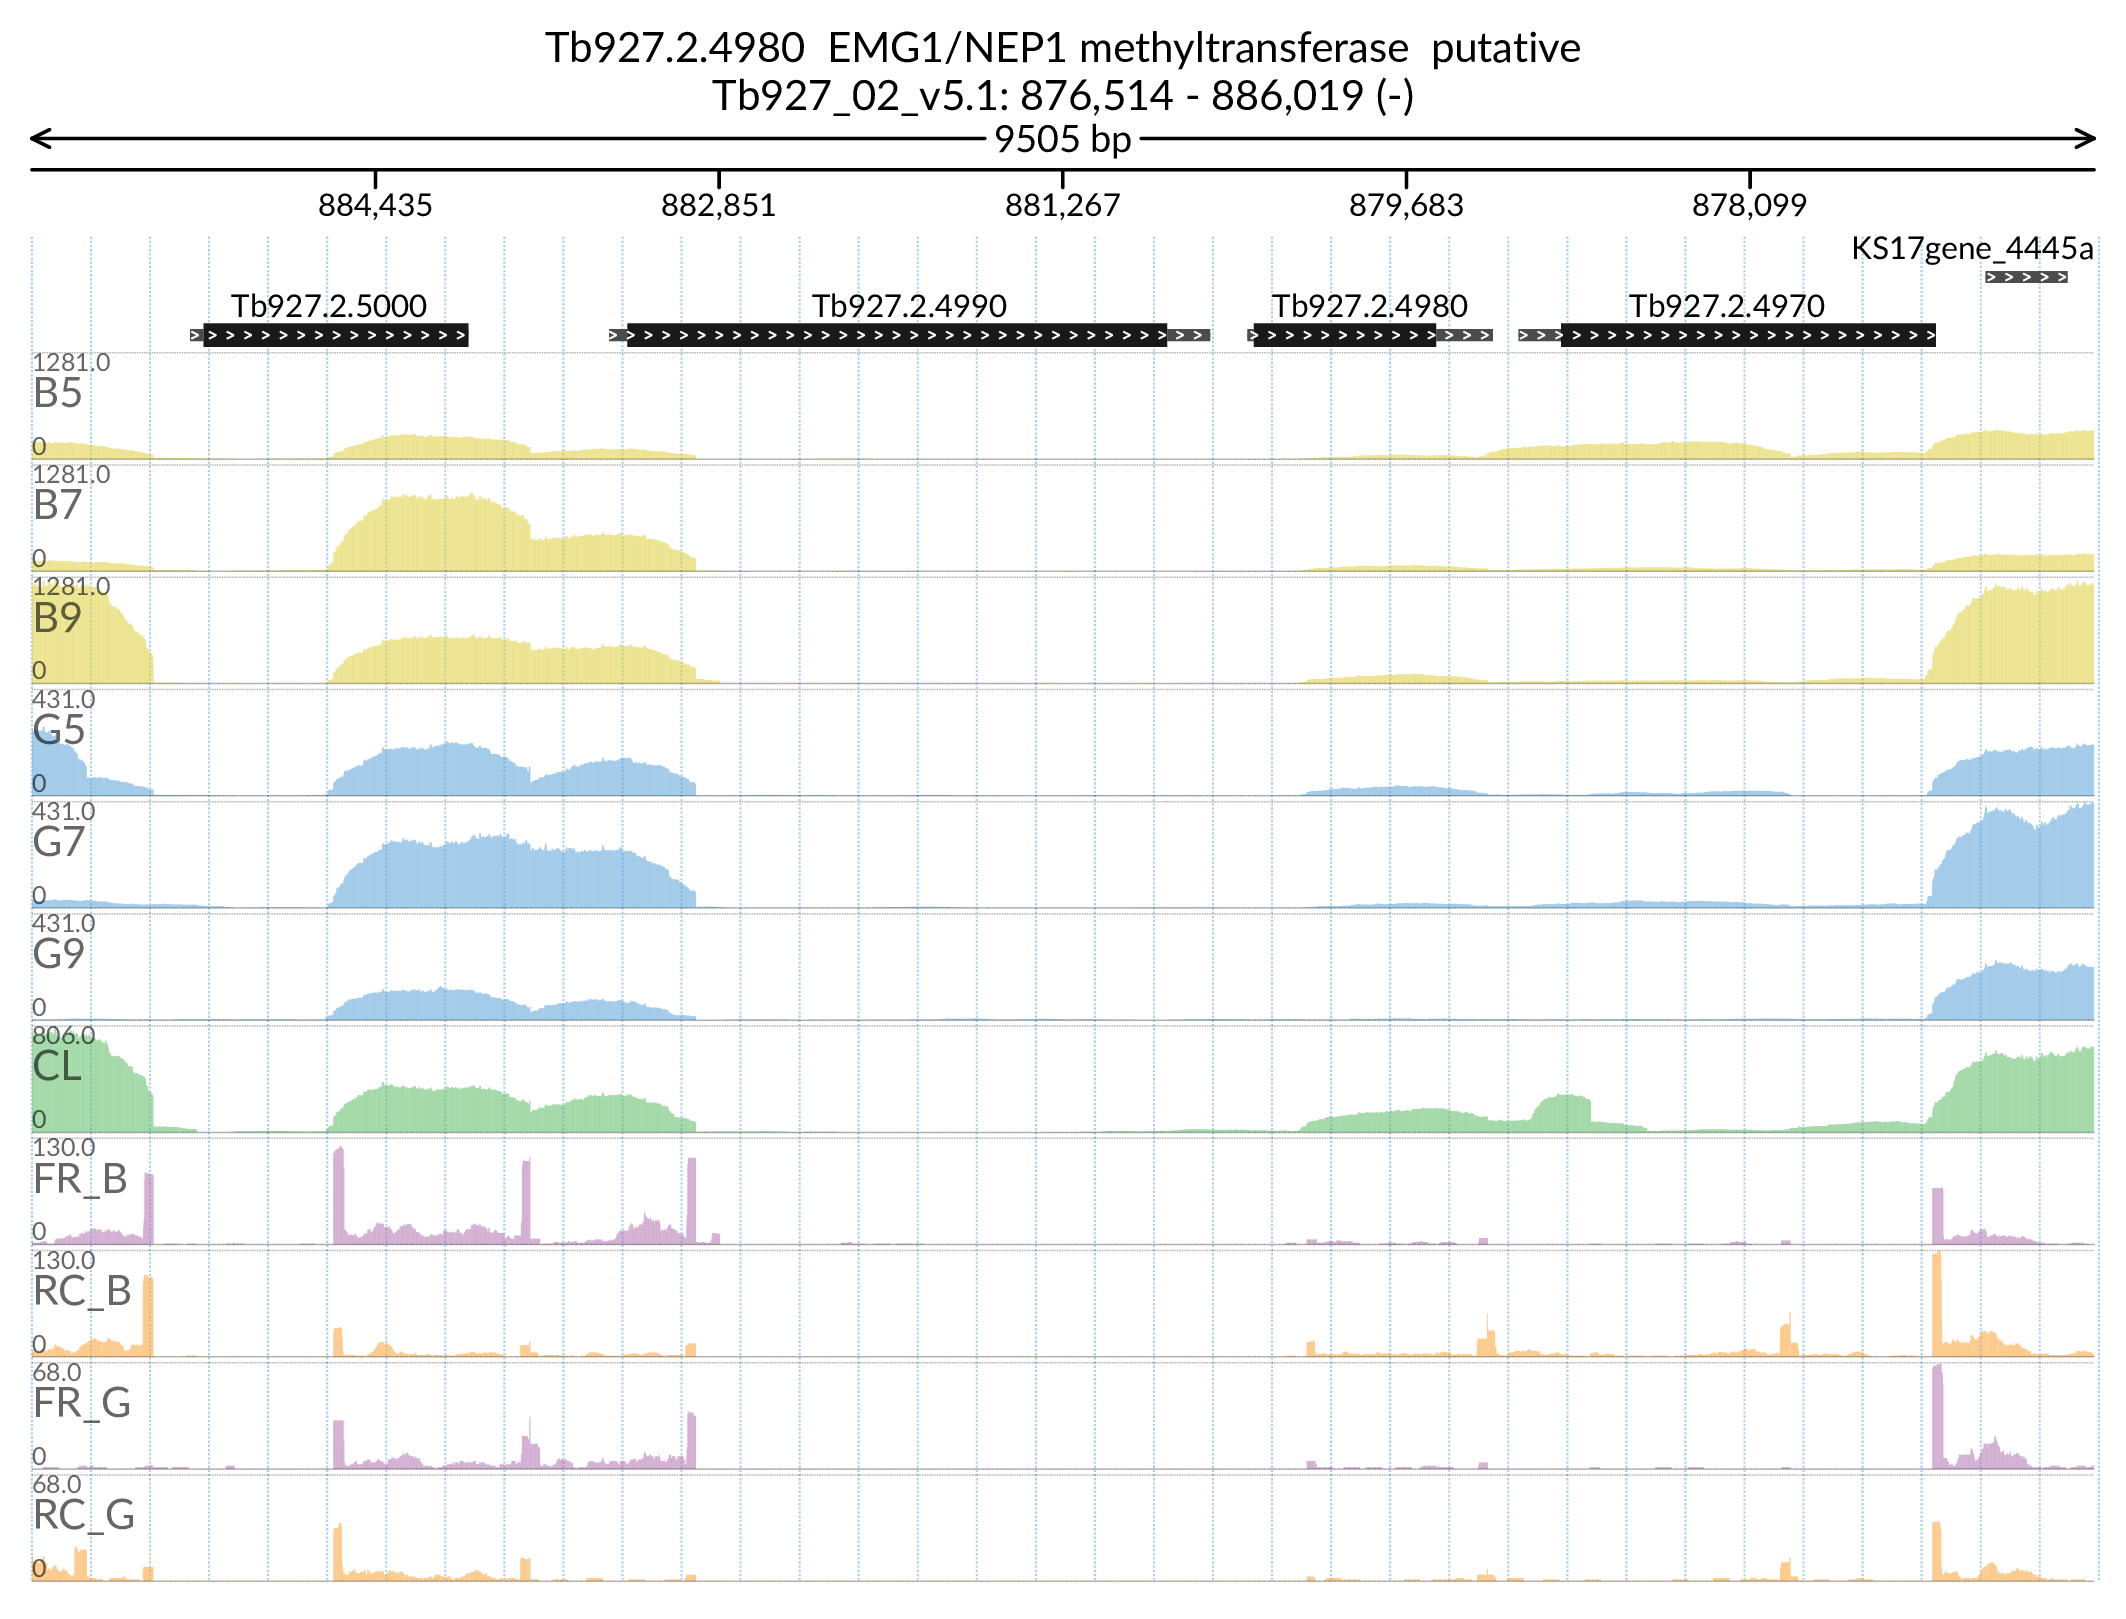 Tb927.2.4980  EMG1/NEP1 methyltransferase  putative
Tb927_02_v5.1: 876,514 - 886,019 (-)
9505 bp
884,435 882,851 881,267 879,683 878,099
KS17gene_4445a
Tb927.2.5000 Tb927.2.4990 Tb927.2.4980 Tb927.2.4970
1281.0
B5
0
1281.0
B7
0
1281.0
B9
0
431.0
G5
0
431.0
G7
0
431.0
G9
0
806.0
CL
0
130.0
FR_B
0
130.0
RC_B
0
68.0
FR_G
0
68.0
RC_G
0